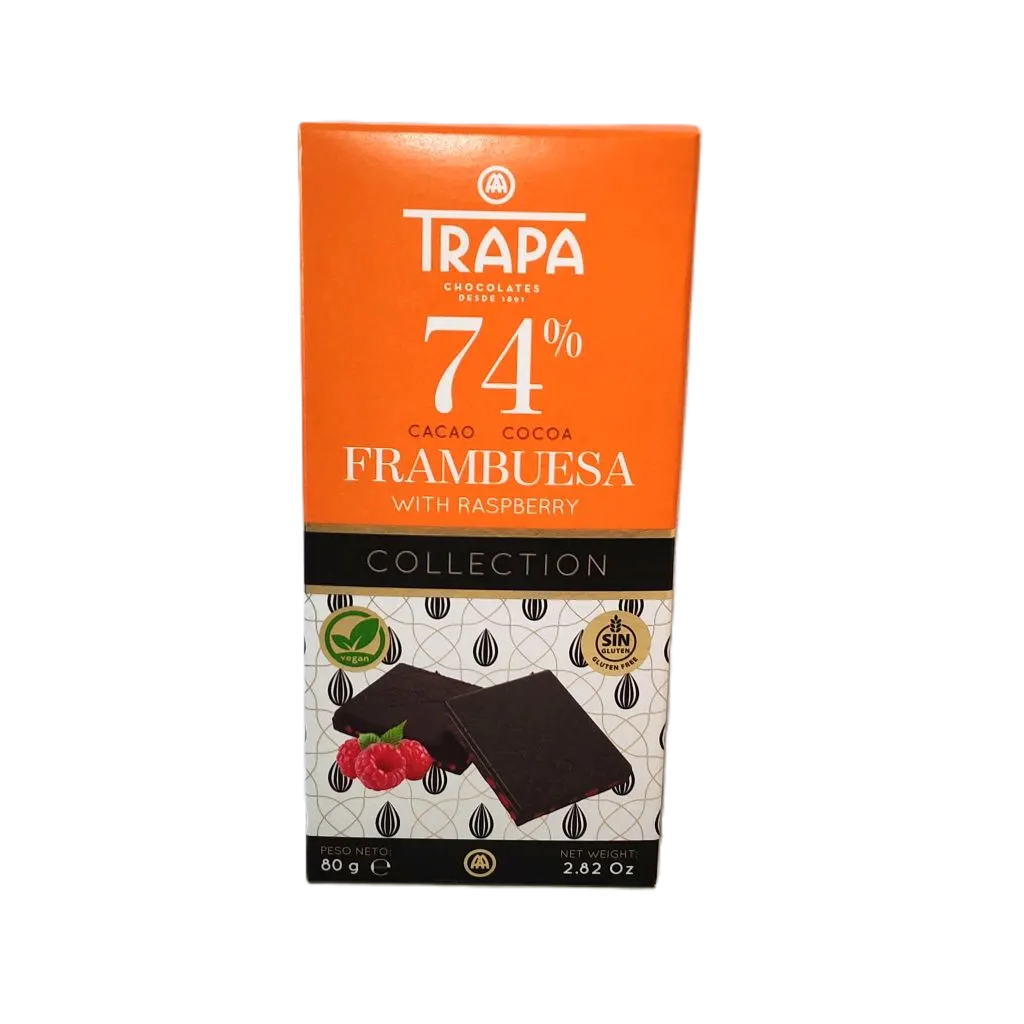 TRAPA
CHOCOLATES
DESDE 1891
74%
CACAO COCOA
FRAMBUESA
WITH RASPBERRY
COLLECTION
vegan
SIN
GLUTEN
GLUTEN FREE
PESO NETO:
80 g ℮
NET WEIGHT:
2.82 Oz